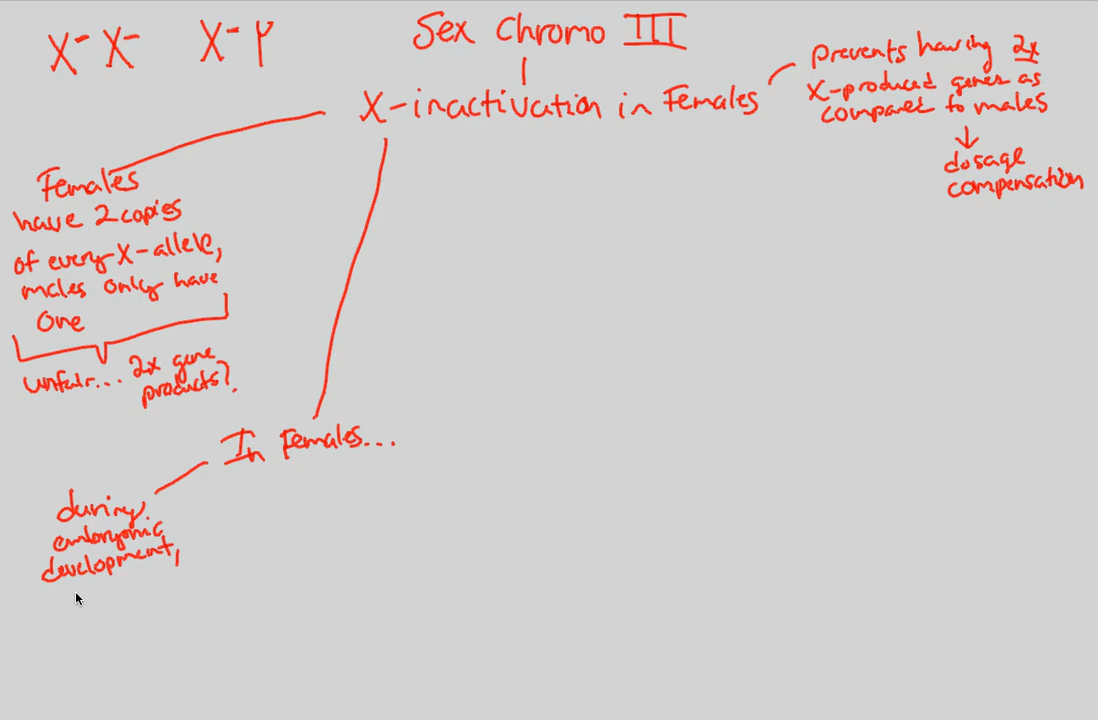 X⁻ X⁻ X⁻ Y
Sex Chromo III
X-inactivation in Females
Prevents having 2x
X-produced genes as
compared to males
dosage
compensation
Females
have 2 copies
of every X-allele,
males only have
one
unfair... 2x gene
products?
In Females...
during
embryonic
development,